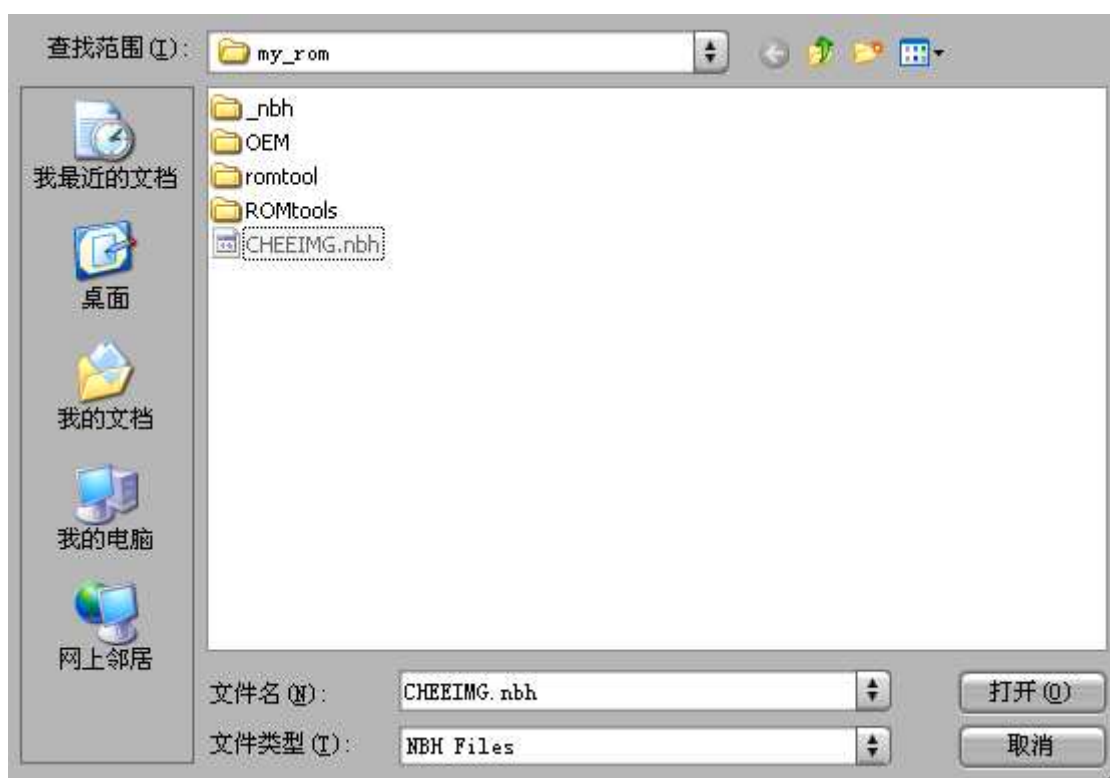 查找范围(I): my_rom
_nbh
OEM
romtool
ROMtools
CHEEIMG.nbh
我最近的文档
桌面
我的文档
我的电脑
网上邻居
文件名(N): CHEEIMG.nbh 打开(O)
文件类型(T): NBH Files 取消